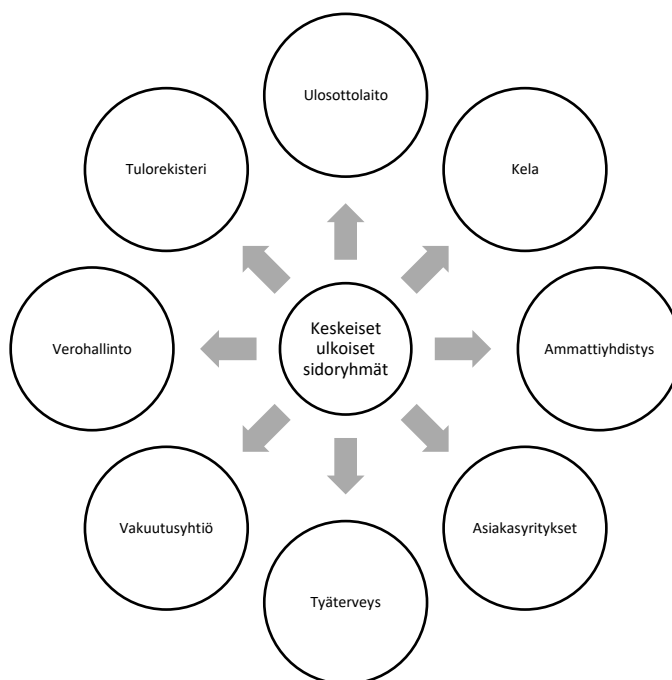 Ulosottolaito
Tulorekisteri
Kela
Keskeiset
ulkoiset
sidoryhmät
Verohallinto
Ammattiyhdistys
Vakuutusyhtiö
Asiakasyritykset
Tyäterveys